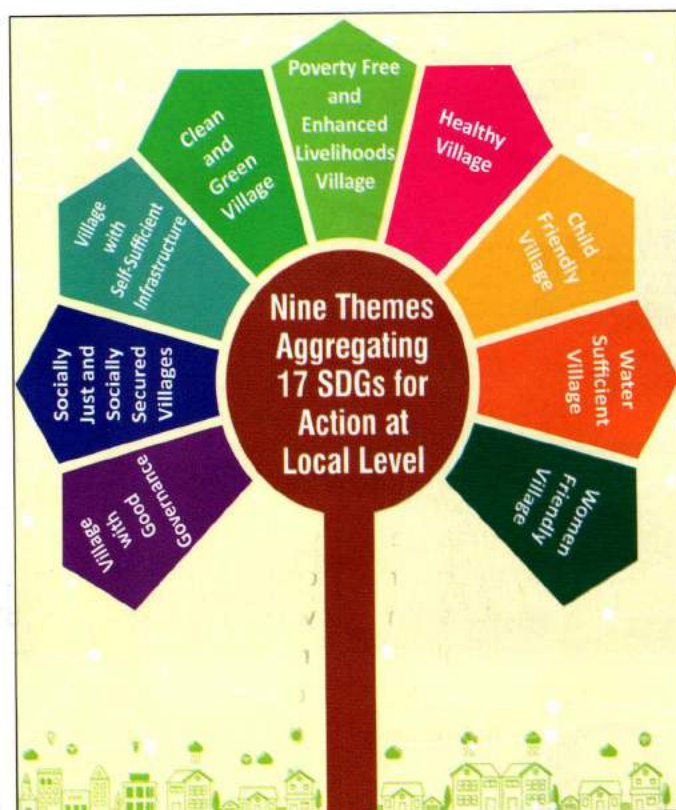 Poverty Free
and
Enhanced
Livelihoods
Village
Healthy
Village
Child
Friendly
Village
Water
Sufficient
Village
Women
Friendly
Village
Clean
and
Green
Village
Village
with
Self-Sufficient
Infrastructure
Socially
Just and
Socially
Secured
Villages
Village
with
Good
Governance
Nine Themes
Aggregating
17 SDGs for
Action at
Local Level